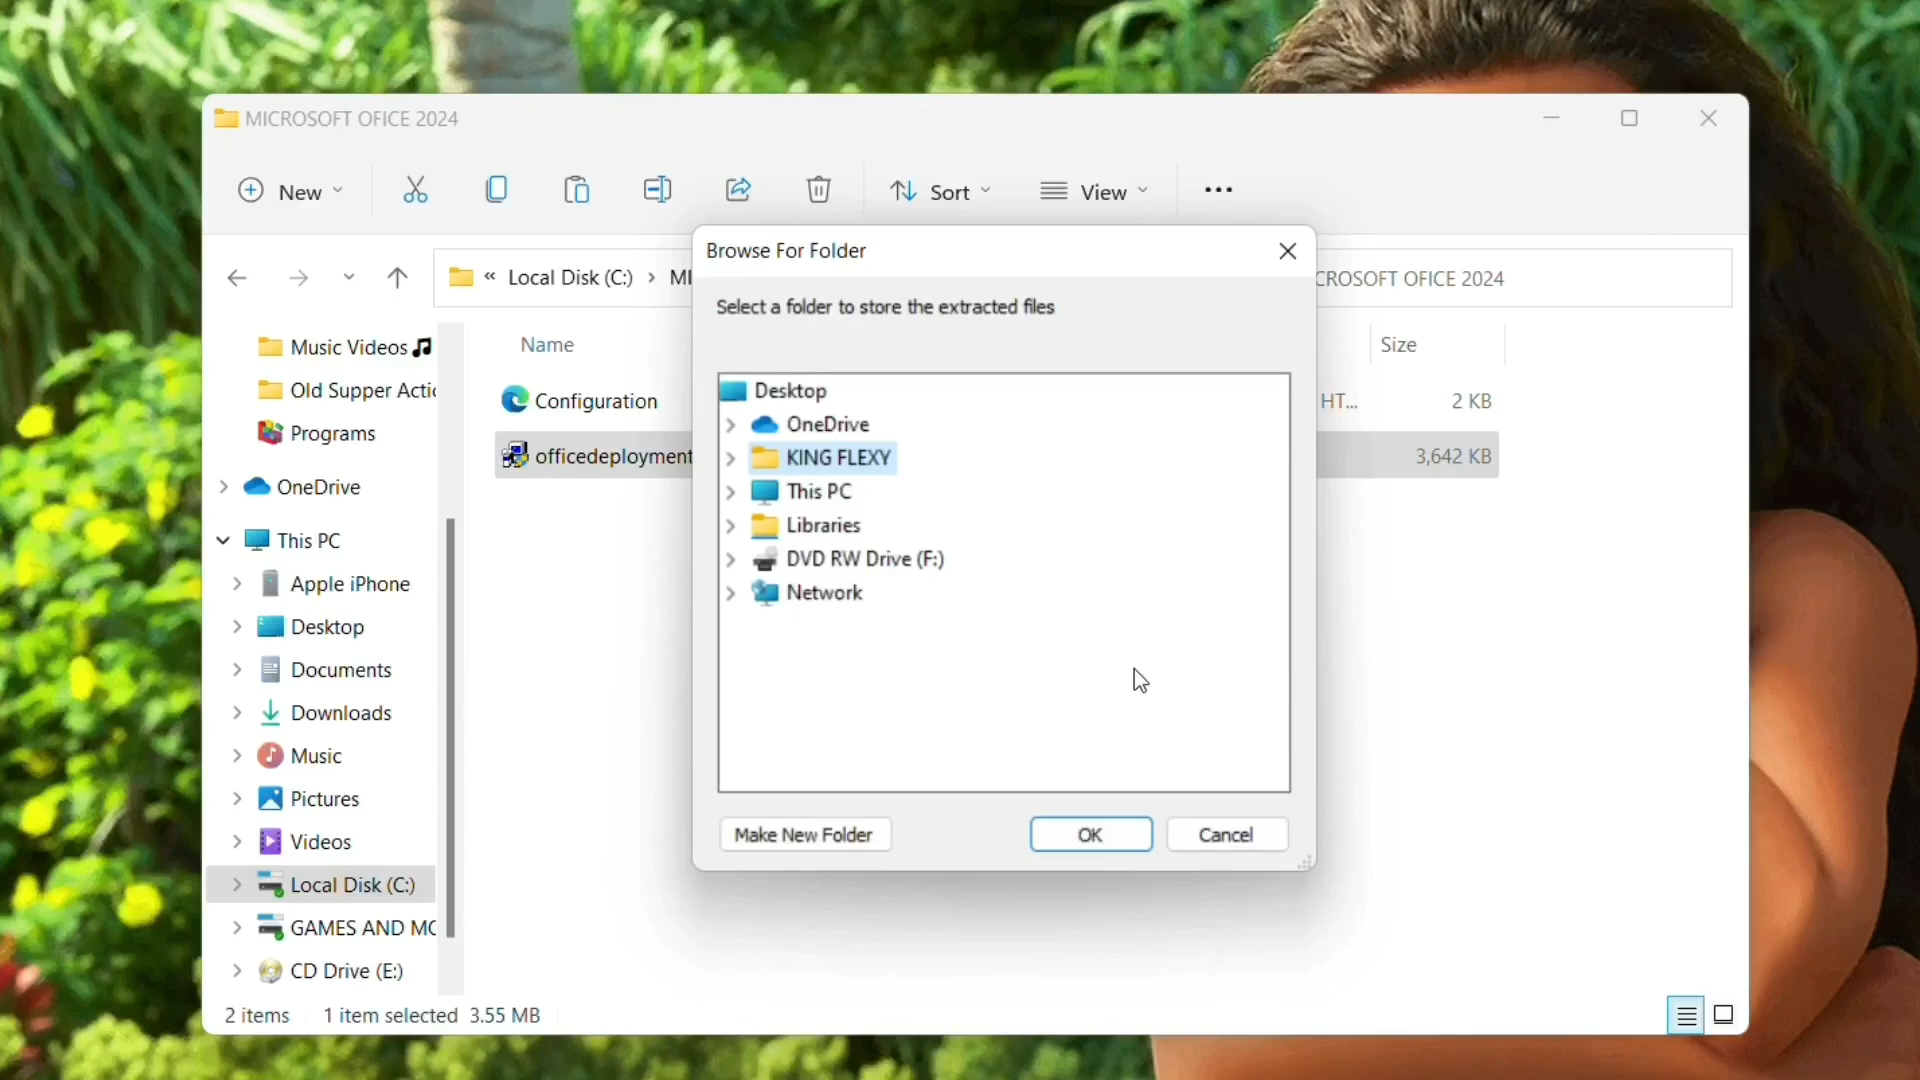 MICROSOFT OFICE 2024
New
Sort
View
Browse For Folder
« Local Disk (C:)
CROSOFT OFICE 2024
Select a folder to store the extracted files
Music Videos
Name
Size
Old Supper
Desktop
Configuration
HT...
2 KB
OneDrive
Programs
officedeployment
KING FLEXY
3,642 KB
OneDrive
This PC
Libraries
This PC
DVD RW Drive (F:)
Apple iPhone
Network
Desktop
Documents
Downloads
Music
Pictures
Videos
Make New Folder
OK
Cancel
Local Disk (C:)
GAMES AND
CD Drive (E:)
2 items
1 item selected 3.55 MB